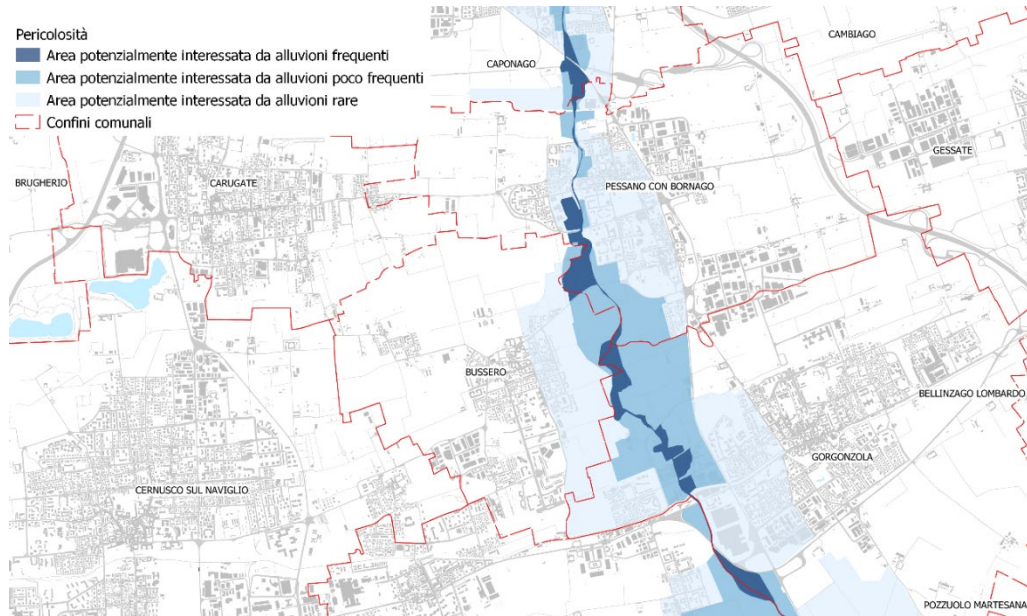 Pericolosità
Area potenzialmente interessata da alluvioni frequenti
Area potenzialmente interessata da alluvioni poco frequenti
Area potenzialmente interessata da alluvioni rare
Confini comunali
CAMBIAGO
CAPONAGO
GESSATE
BRUGHERIO
CARUGATE
PESSANO CON BORNAGO
BUSSERO
BELLINZAGO LOMBARDO
GORGONZOLA
CERNUSCO SUL NAVIGLIO
POZZUOLO MARTESANA